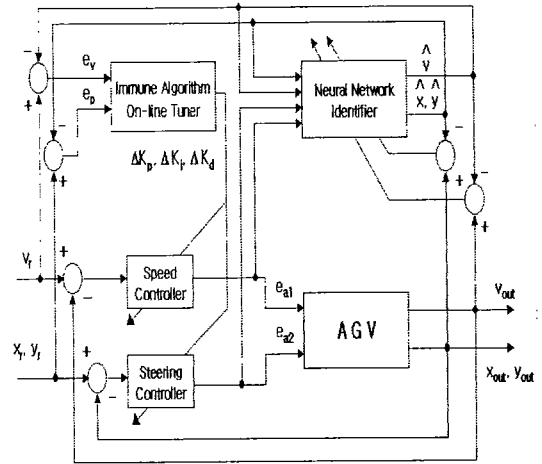 e_v
e_p
Immune Algorithm
On-line Tuner
ΔK_p, ΔK_i, ΔK_d
Neural Network
Identifier
v̂
x̂, ŷ
−
+
−
+
−
+
−
+
V_r
+
−
Speed
Controller
e_a1
e_a2
AGV
V_out
x_r, y_r
+
−
Steering
Controller
x_out, y_out